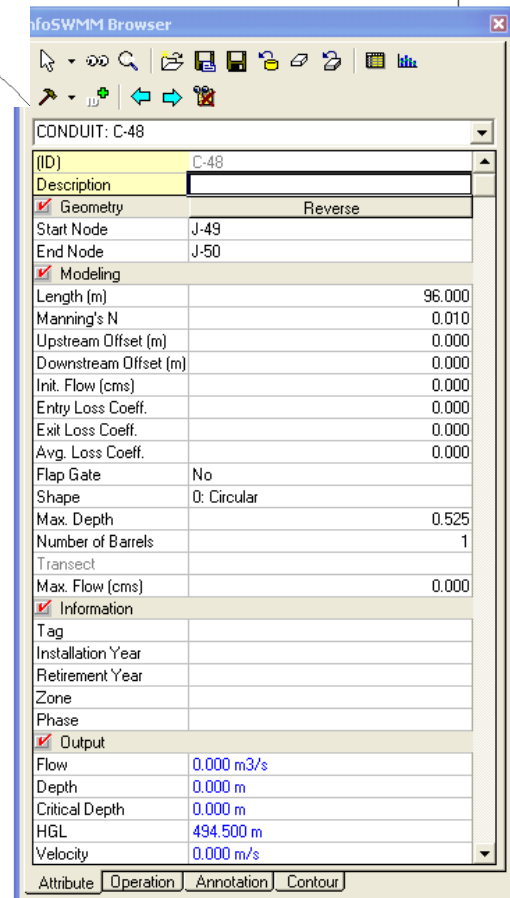 nfoSWMM Browser
CONDUIT: C-48
(ID) C-48
Description
Geometry Reverse
Start Node J-49
End Node J-50
Modeling
Length (m) 96.000
Manning's N 0.010
Upstream Offset (m) 0.000
Downstream Offset (m) 0.000
Init. Flow (cms) 0.000
Entry Loss Coeff. 0.000
Exit Loss Coeff. 0.000
Avg. Loss Coeff. 0.000
Flap Gate No
Shape 0: Circular
Max. Depth 0.525
Number of Barrels 1
Transect
Max. Flow (cms) 0.000
Information
Tag
Installation Year
Retirement Year
Zone
Phase
Output
Flow 0.000 m3/s
Depth 0.000 m
Critical Depth 0.000 m
HGL 494.500 m
Velocity 0.000 m/s
Attribute Operation Annotation Contour